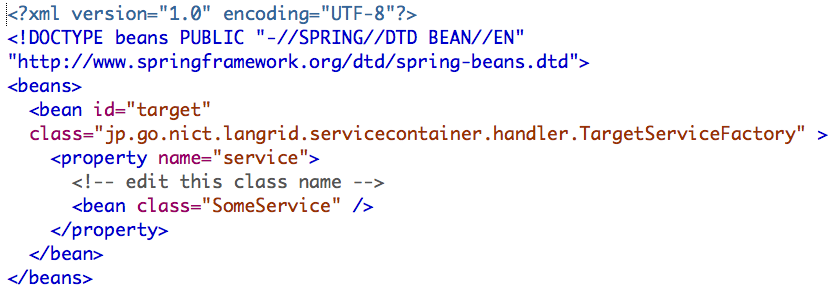 <?xml version="1.0" encoding="UTF-8"?>
<!DOCTYPE beans PUBLIC "-//SPRING//DTD BEAN//EN"
"http://www.springframework.org/dtd/spring-beans.dtd">
<beans>
  <bean id="target"
  class="jp.go.nict.langrid.servicecontainer.handler.TargetServiceFactory" >
    <property name="service">
      <!-- edit this class name -->
      <bean class="SomeService" />
    </property>
  </bean>
</beans>